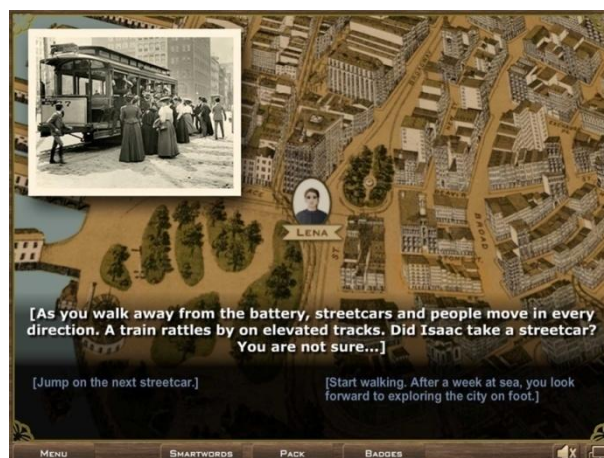 BROAD
LENA
[As you walk away from the battery, streetcars and people move in every
direction. A train rattles by on elevated tracks. Did Isaac take a streetcar?
You are not sure...]
[Jump on the next streetcar.]
[Start walking. After a week at sea, you look
forward to exploring the city on foot.]
MENU
SMARTWORDS
PACK
BADGES